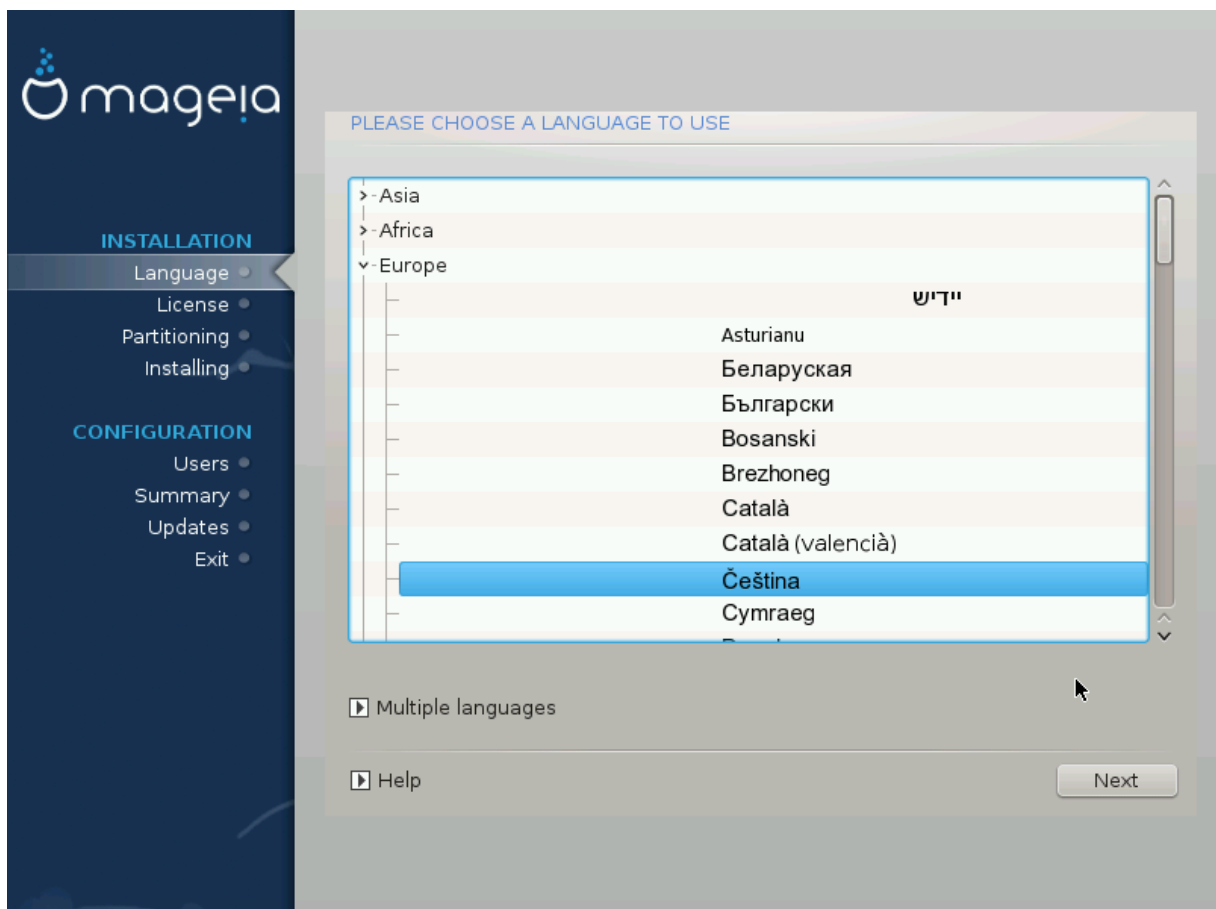 mageia
INSTALLATION
Language
License
Partitioning
Installing
CONFIGURATION
Users
Summary
Updates
Exit
PLEASE CHOOSE A LANGUAGE TO USE
Asia
Africa
Europe
ייִדיש
Asturianu
Беларуская
Български
Bosanski
Brezhoneg
Català
Català (valencià)
Čeština
Cymraeg
Multiple languages
Help
Next